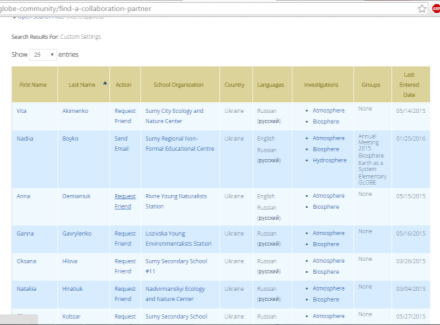 globe-community/find-a-collaboration-partner
Search Results For: Custom Settings
Show 25 entries
First Name Last Name Action School Organisation Country Languages Investigations Groups Last Entered Date
Vita Akimenko Request Friend Sumy City Ecology and Nature Center Ukraine Russian (русский) Atmosphere Biosphere None 05/14/2015
Nadiia Boyko Send Email Sumy Regional Non-Formal Educational Centre Ukraine English Russian (русский) Atmosphere Biosphere Hydrosphere Annual Meeting 2015 Biosphere Earth as a System Elementary GLOBE 01/25/2016
Anna Demianiuk Request Friend Rivne Young Naturalists Station Ukraine English Russian (русский) Atmosphere Biosphere None 05/15/2015
Ganna Gavrylenko Request Friend Lozivska Young Environmentalists Station Ukraine Russian (русский) Atmosphere Biosphere None 05/16/2015
Oksana Hlova Request Friend Sumy Secondary School #11 Ukraine Russian (русский) Atmosphere Biosphere None 03/26/2015
Nataliia Hnatiuk Request Friend Nadvirnianskyi Ecology and Nature Center Ukraine Russian (русский) Atmosphere Biosphere None 03/04/2015
Kobzar Request Sumy Secondary School Ukraine Russian Atmosphere None 05/27/2015